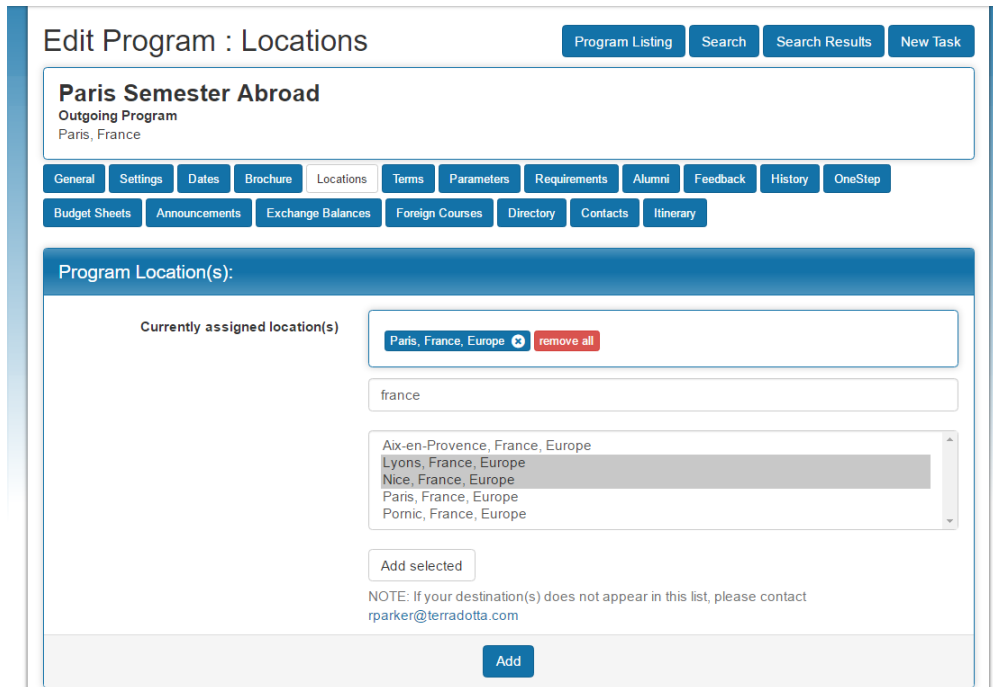 Edit Program : Locations
Program Listing Search Search Results New Task
Paris Semester Abroad
Outgoing Program
Paris, France
General Settings Dates Brochure Locations Terms Parameters Requirements Alumni Feedback History OneStep
Budget Sheets Announcements Exchange Balances Foreign Courses Directory Contacts Itinerary
Program Location(s):
Currently assigned location(s)
Paris, France, Europe remove all
france
Aix-en-Provence, France, Europe
Lyons, France, Europe
Nice, France, Europe
Paris, France, Europe
Pornic, France, Europe
Add selected
NOTE: If your destination(s) does not appear in this list, please contact
rparker@terradotta.com
Add